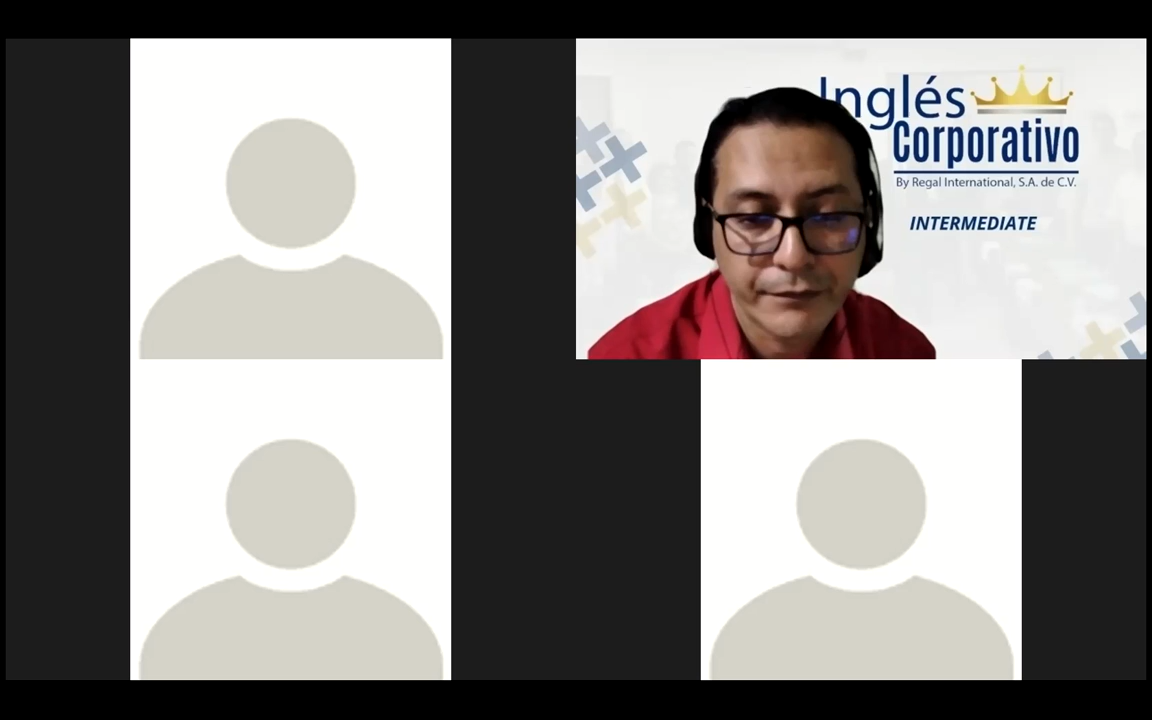 Inglés
Corporativo
By Regal International, S.A. de C.V.
INTERMEDIATE